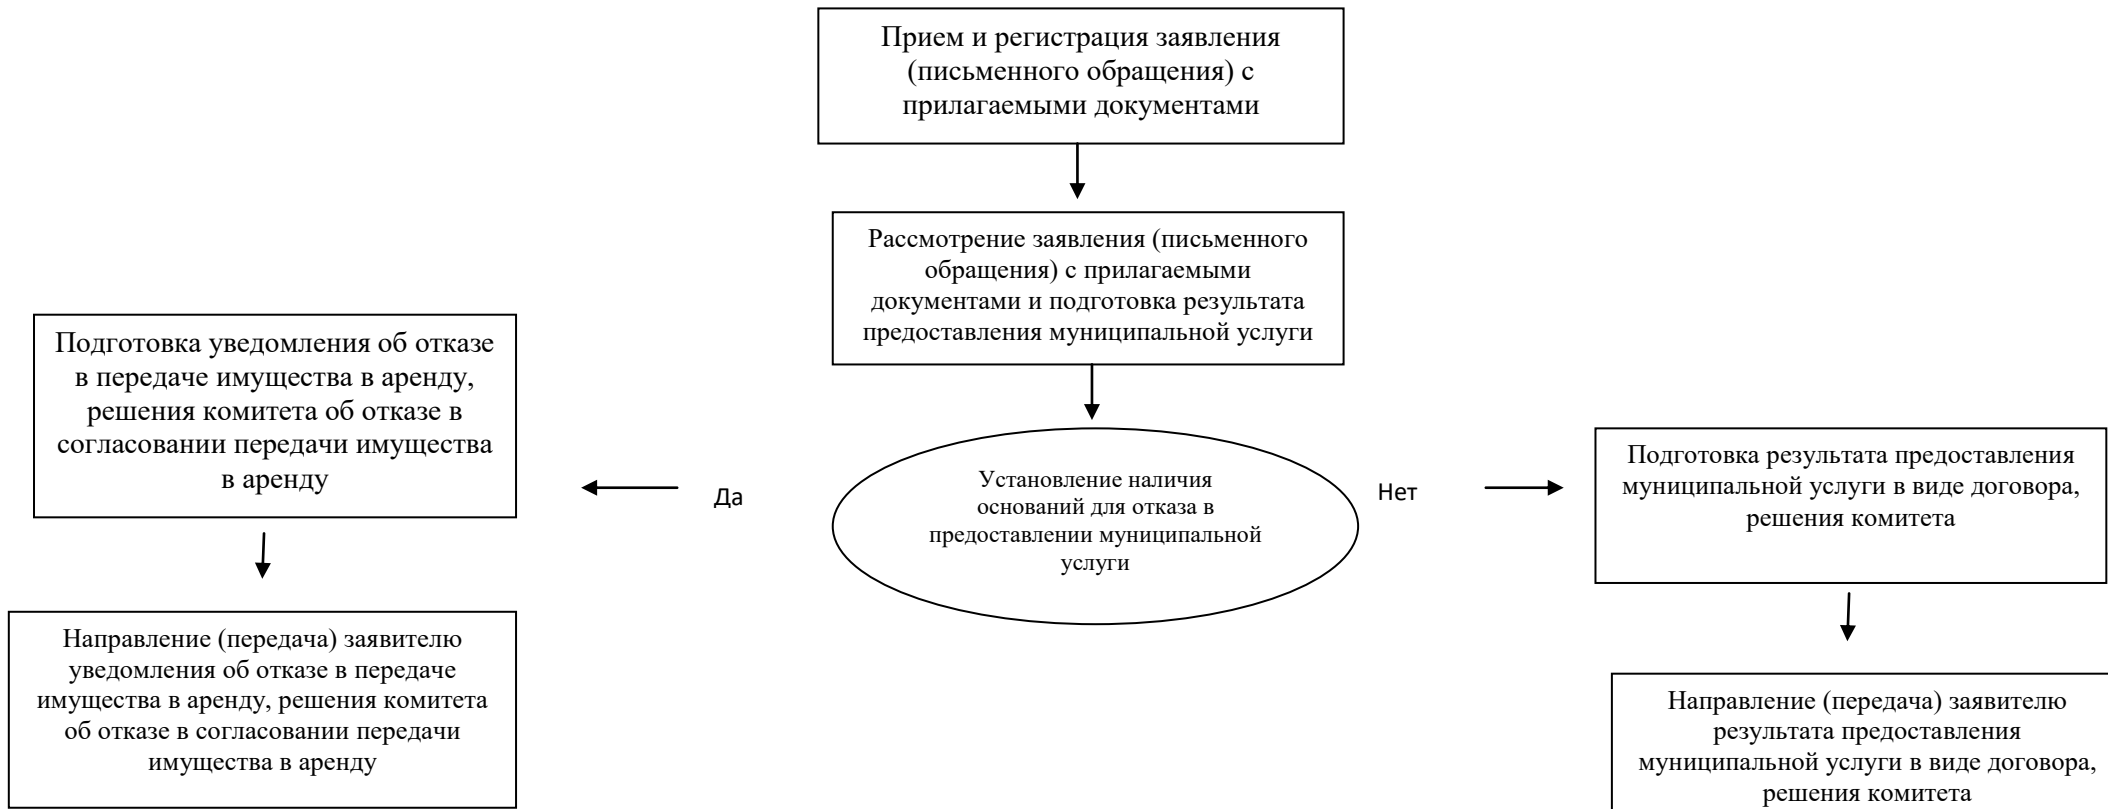 Прием и регистрация заявления
(письменного обращения) с
прилагаемыми документами
Рассмотрение заявления (письменного
обращения) с прилагаемыми
документами и подготовка результата
предоставления муниципальной услуги
Подготовка уведомления об отказе
в передаче имущества в аренду,
решения комитета об отказе в
согласовании передачи имущества
в аренду
Да
Установление наличия
оснований для отказа в
предоставлении муниципальной
услуги
Нет
Подготовка результата предоставления
муниципальной услуги в виде договора,
решения комитета
Направление (передача) заявителю
уведомления об отказе в передаче
имущества в аренду, решения комитета
об отказе в согласовании передачи
имущества в аренду
Направление (передача) заявителю
результата предоставления
муниципальной услуги в виде договора,
решения комитета